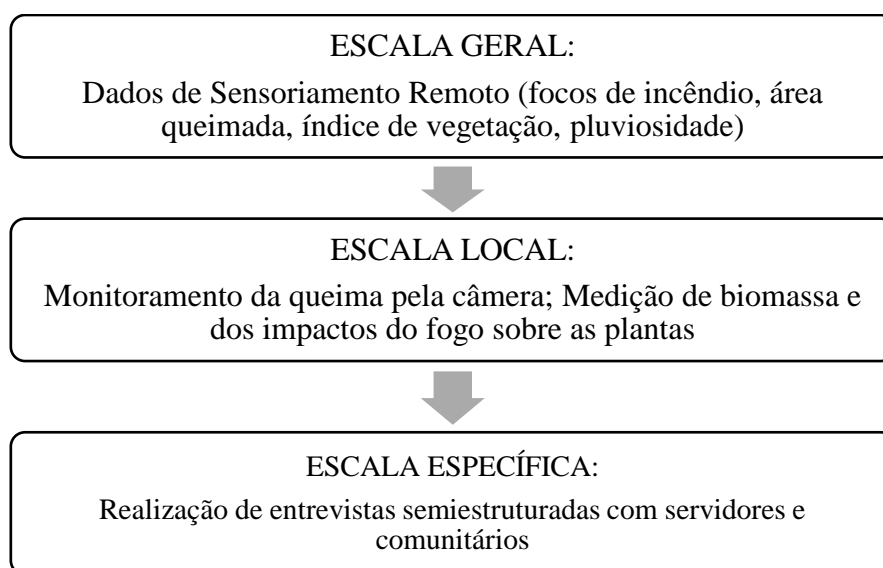 ESCALA GERAL:
Dados de Sensoriamento Remoto (focos de incêndio, área
queimada, índice de vegetação, pluviosidade)
ESCALA LOCAL:
Monitoramento da queima pela câmera; Medição de biomassa e
dos impactos do fogo sobre as plantas
ESCALA ESPECÍFICA:
Realização de entrevistas semiestruturadas com servidores e
comunitários